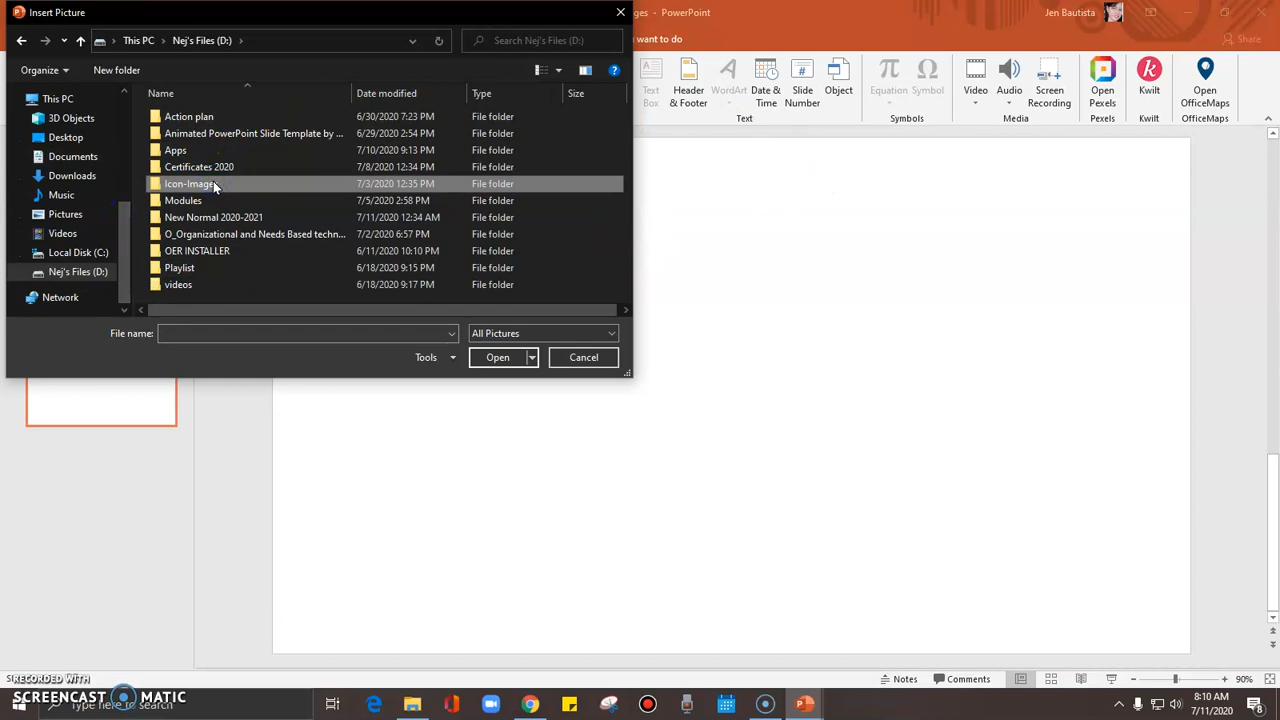 Insert Picture
ges - PowerPoint
Jen Bautista
This PC
Nej's Files (D:)
Search Nej's Files (D:)
want to do
Share
Organize
New folder
Name
Date modified
Type
Size
This PC
3D Objects
Desktop
Documents
Downloads
Music
Pictures
Videos
Local Disk (C:)
Nej's Files (D:)
Network
Action plan 6/30/2020 7:23 PM File folder
Animated PowerPoint Slide Template by ... 6/29/2020 2:54 PM File folder
Apps 7/10/2020 9:13 PM File folder
Certificates 2020 7/8/2020 12:34 PM File folder
Icon-Image 7/3/2020 12:35 PM File folder
Modules 7/5/2020 2:58 PM File folder
New Normal 2020-2021 7/11/2020 12:34 AM File folder
O_Organizational and Needs Based techn... 7/2/2020 6:57 PM File folder
OER INSTALLER 6/11/2020 10:10 PM File folder
Playlist 6/18/2020 9:15 PM File folder
videos 6/18/2020 9:17 PM File folder
File name:
All Pictures
Tools
Open
Cancel
Text Box
Header & Footer
WordArt
Date & Time
Slide Number
Object
Equation
Symbol
Video
Audio
Screen Recording
Open Pexels
Kwilt
Open OfficeMaps
Text
Symbols
Media
Pexels
Kwilt
OfficeMaps
Notes
Comments
90%
RECORDED WITH
SCREENCAST MATIC
Type here to search
8:10 AM
7/11/2020
8